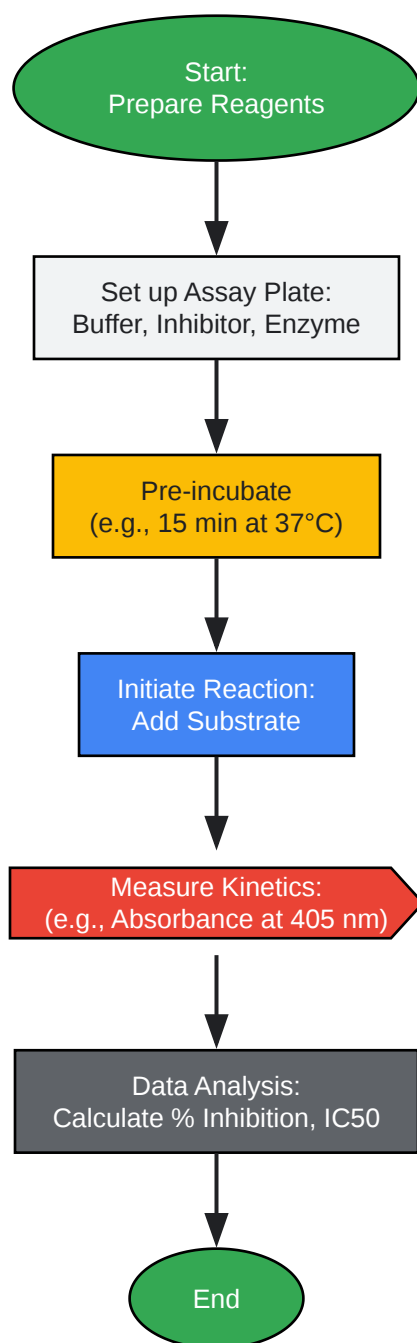 Start:
Prepare Reagents
Set up Assay Plate:
Buffer, Inhibitor, Enzyme
Pre-incubate
(e.g., 15 min at 37°C)
Initiate Reaction:
Add Substrate
Measure Kinetics:
(e.g., Absorbance at 405 nm)
Data Analysis:
Calculate % Inhibition, IC50
End